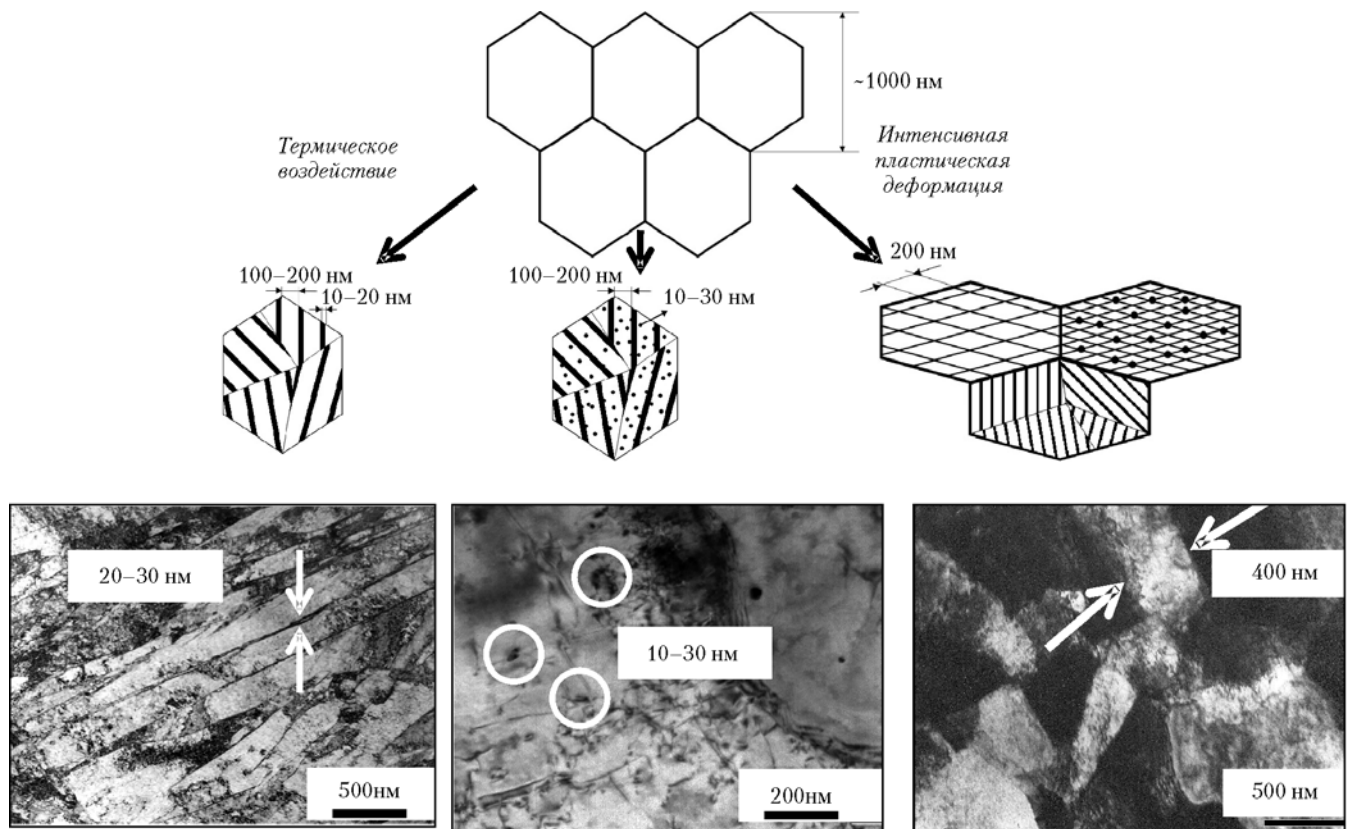 ~1000 нм
Термическое
воздействие
Интенсивная
пластическая
деформация
100–200 нм
10–20 нм
100–200 нм
10–30 нм
200 нм
20–30 нм
500нм
10–30 нм
200нм
400 нм
500 нм